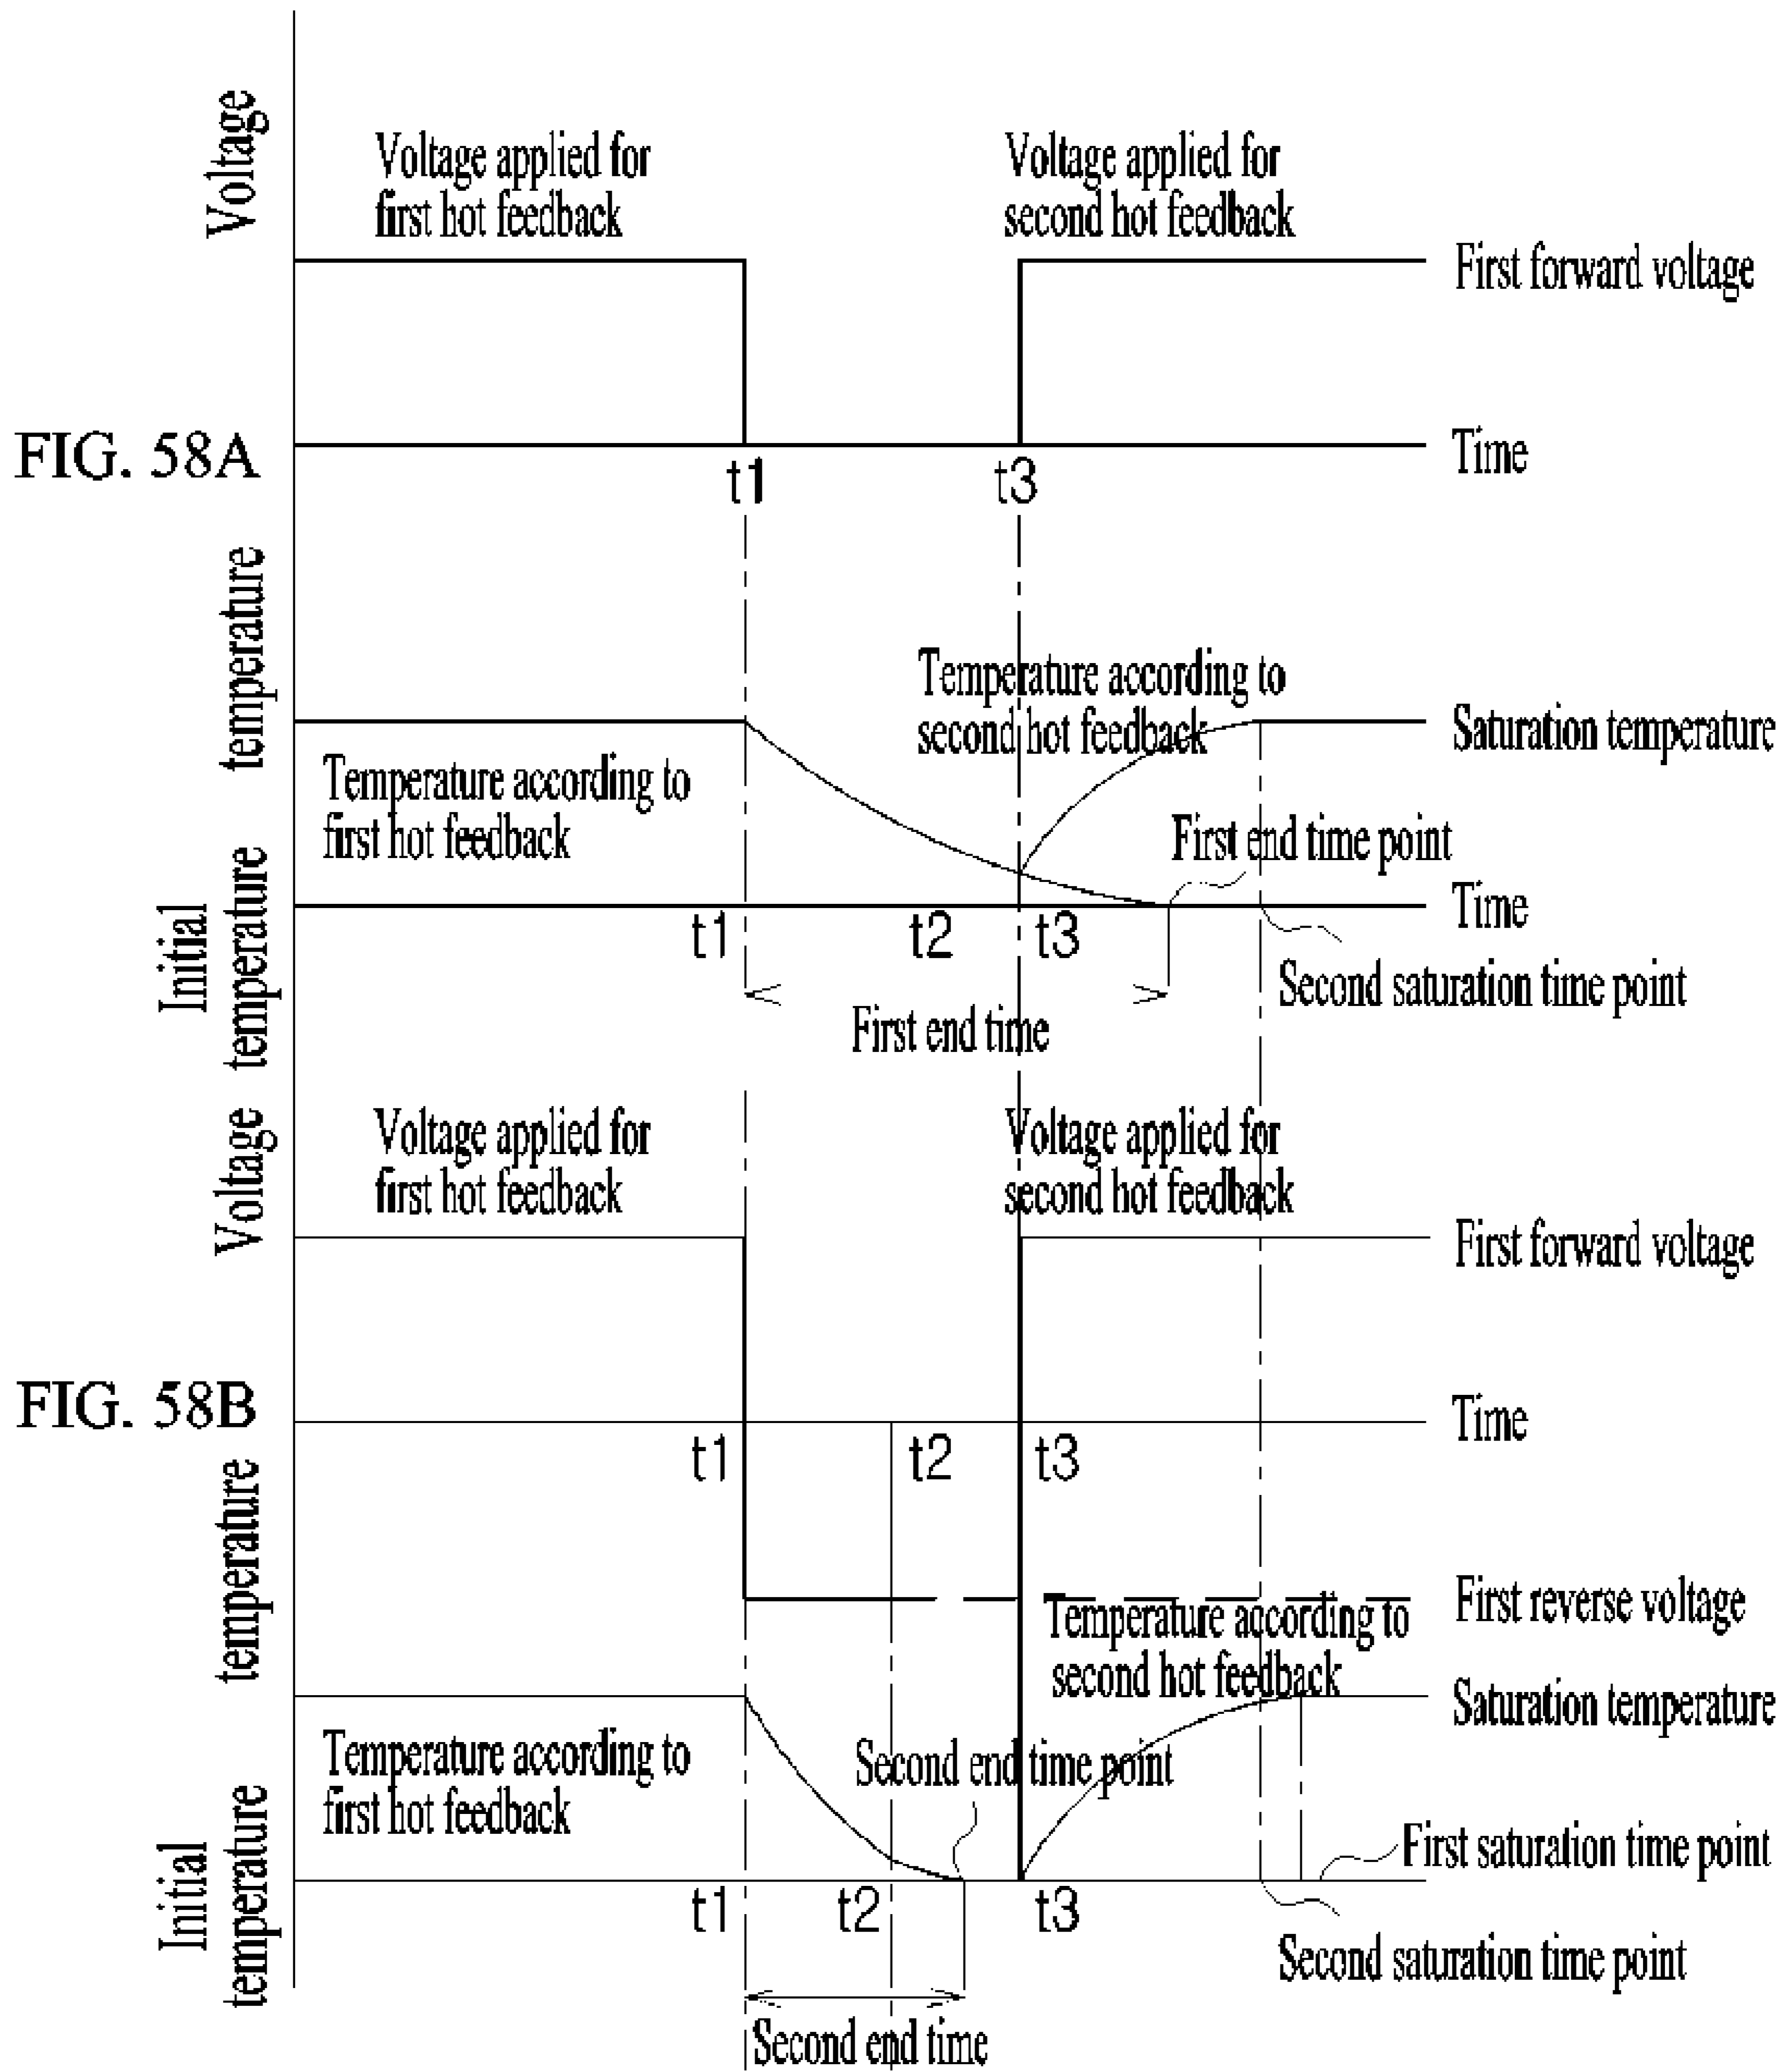 Voltage
Voltage applied for
first hot feedback
Voltage applied for
second hot feedback
First forward voltage
FIG. 58A
Time
t1
t3
temperature
Temperature according to
second hot feedback
Saturation temperature
Temperature according to
first hot feedback
First end time point
Initial
temperature
t1
t2
t3
Time
Second saturation time point
First end time
Voltage
Voltage applied for
first hot feedback
Voltage applied for
second hot feedback
First forward voltage
FIG. 58B
Time
t1
t2
t3
temperature
First reverse voltage
Temperature according to
second hot feedback
Saturation temperature
Temperature according to
first hot feedback
Second end time point
First saturation time point
Initial
temperature
t1
t2
t3
Second saturation time point
Second end time